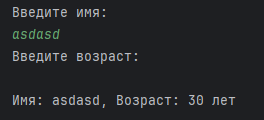 Введите имя:
asdasd
Введите возраст:
Имя: asdasd, Возраст: 30 лет